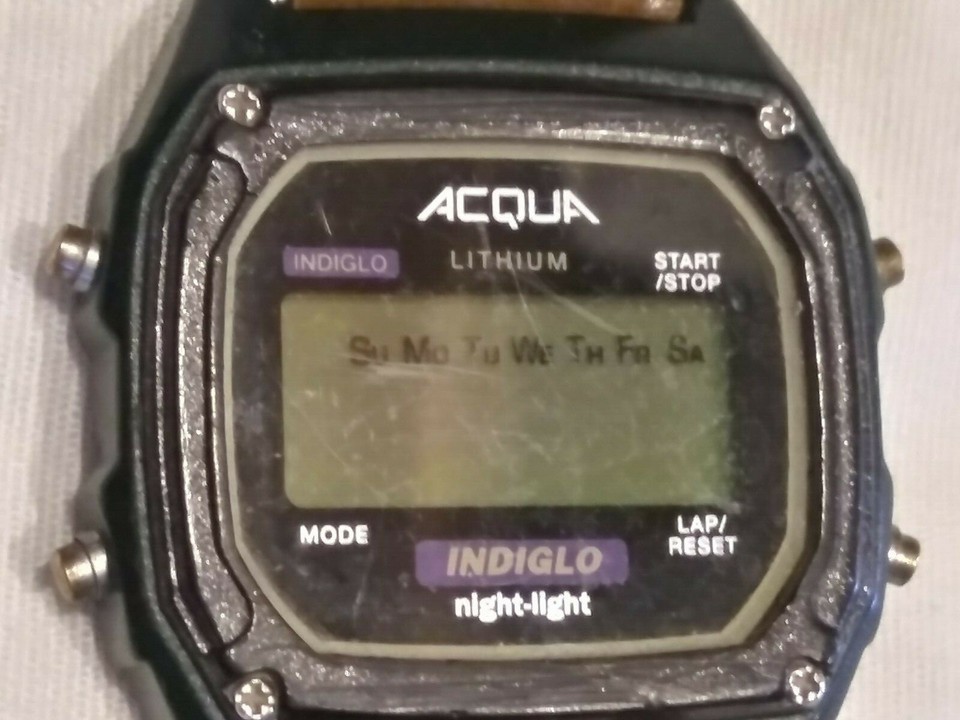 ACQUA
INDIGLO LITHIUM START
/STOP
Su Mo Tu We Th Fr Sa
MODE LAP/
RESET
INDIGLO
night-light